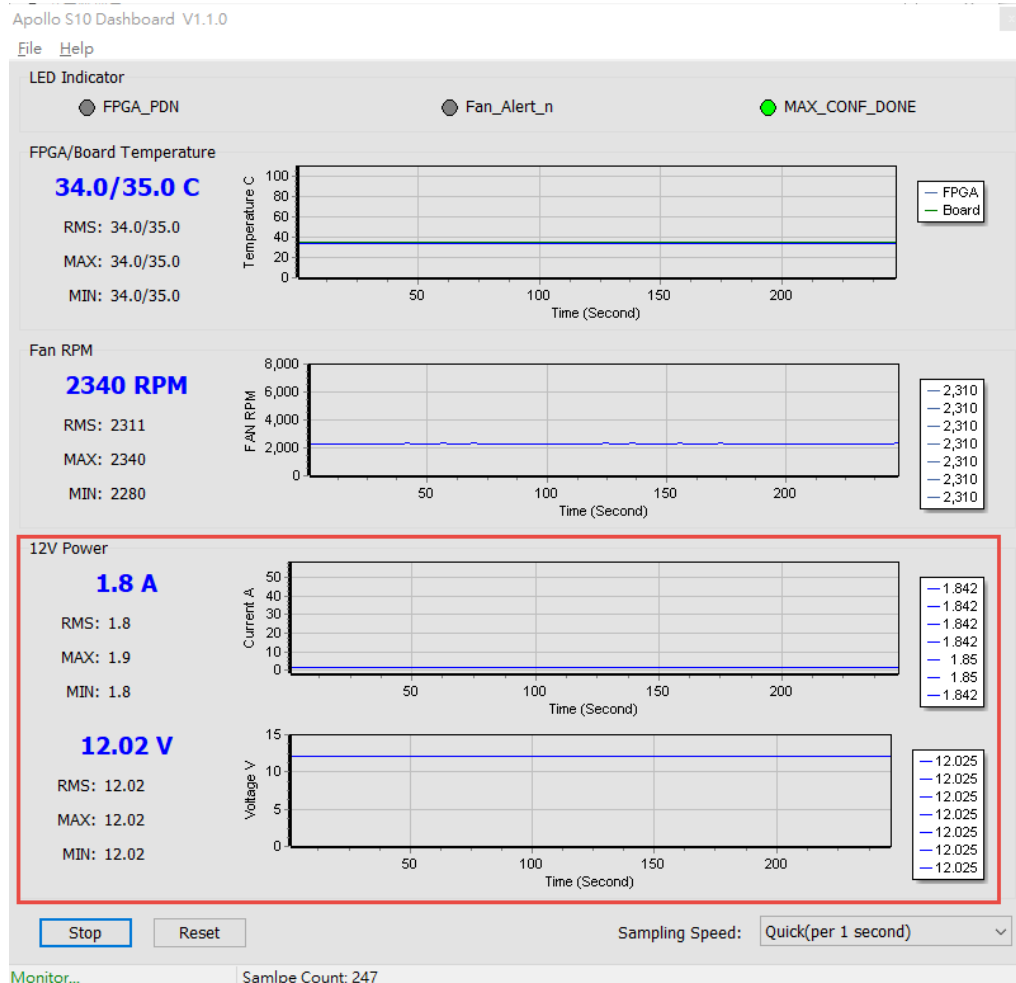 Apollo S10 Dashboard V1.1.0
File Help
LED Indicator
FPGA_PDN Fan_Alert_n MAX_CONF_DONE
FPGA/Board Temperature
34.0/35.0 C
RMS: 34.0/35.0
MAX: 34.0/35.0
MIN: 34.0/35.0
Temperature C
100
80
60
40
20
0
50 100 150 200
Time (Second)
FPGA
Board
Fan RPM
2340 RPM
RMS: 2311
MAX: 2340
MIN: 2280
FAN RPM
8,000
6,000
4,000
2,000
0
50 100 150 200
Time (Second)
2,310
2,310
2,310
2,310
2,310
2,310
2,310
12V Power
1.8 A
RMS: 1.8
MAX: 1.9
MIN: 1.8
Current A
50
40
30
20
10
0
50 100 150 200
Time (Second)
1.842
1.842
1.842
1.842
1.85
1.85
1.842
12.02 V
RMS: 12.02
MAX: 12.02
MIN: 12.02
Voltage V
15
10
5
0
50 100 150 200
Time (Second)
12.025
12.025
12.025
12.025
12.025
12.025
12.025
Stop Reset Sampling Speed: Quick(per 1 second)
Monitor... Samlpe Count: 247